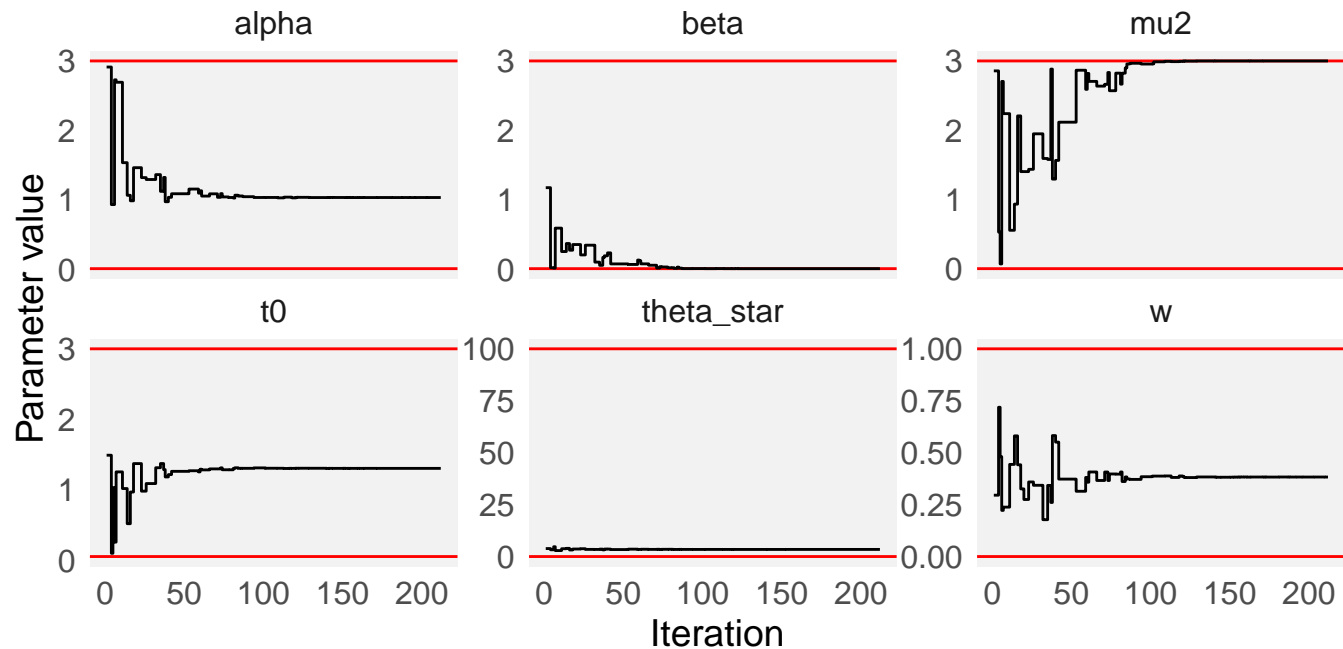 alpha beta mu2
3 3 3
2 2 2
1 1 1
0 0 0
t0 theta_star w
3 100 1.00
75 0.75
2
50 0.50
1
25 0.25
0 0 0.00
0 50 100 150 200 0 50 100 150 200 0 50 100 150 200
Iteration
Parameter value